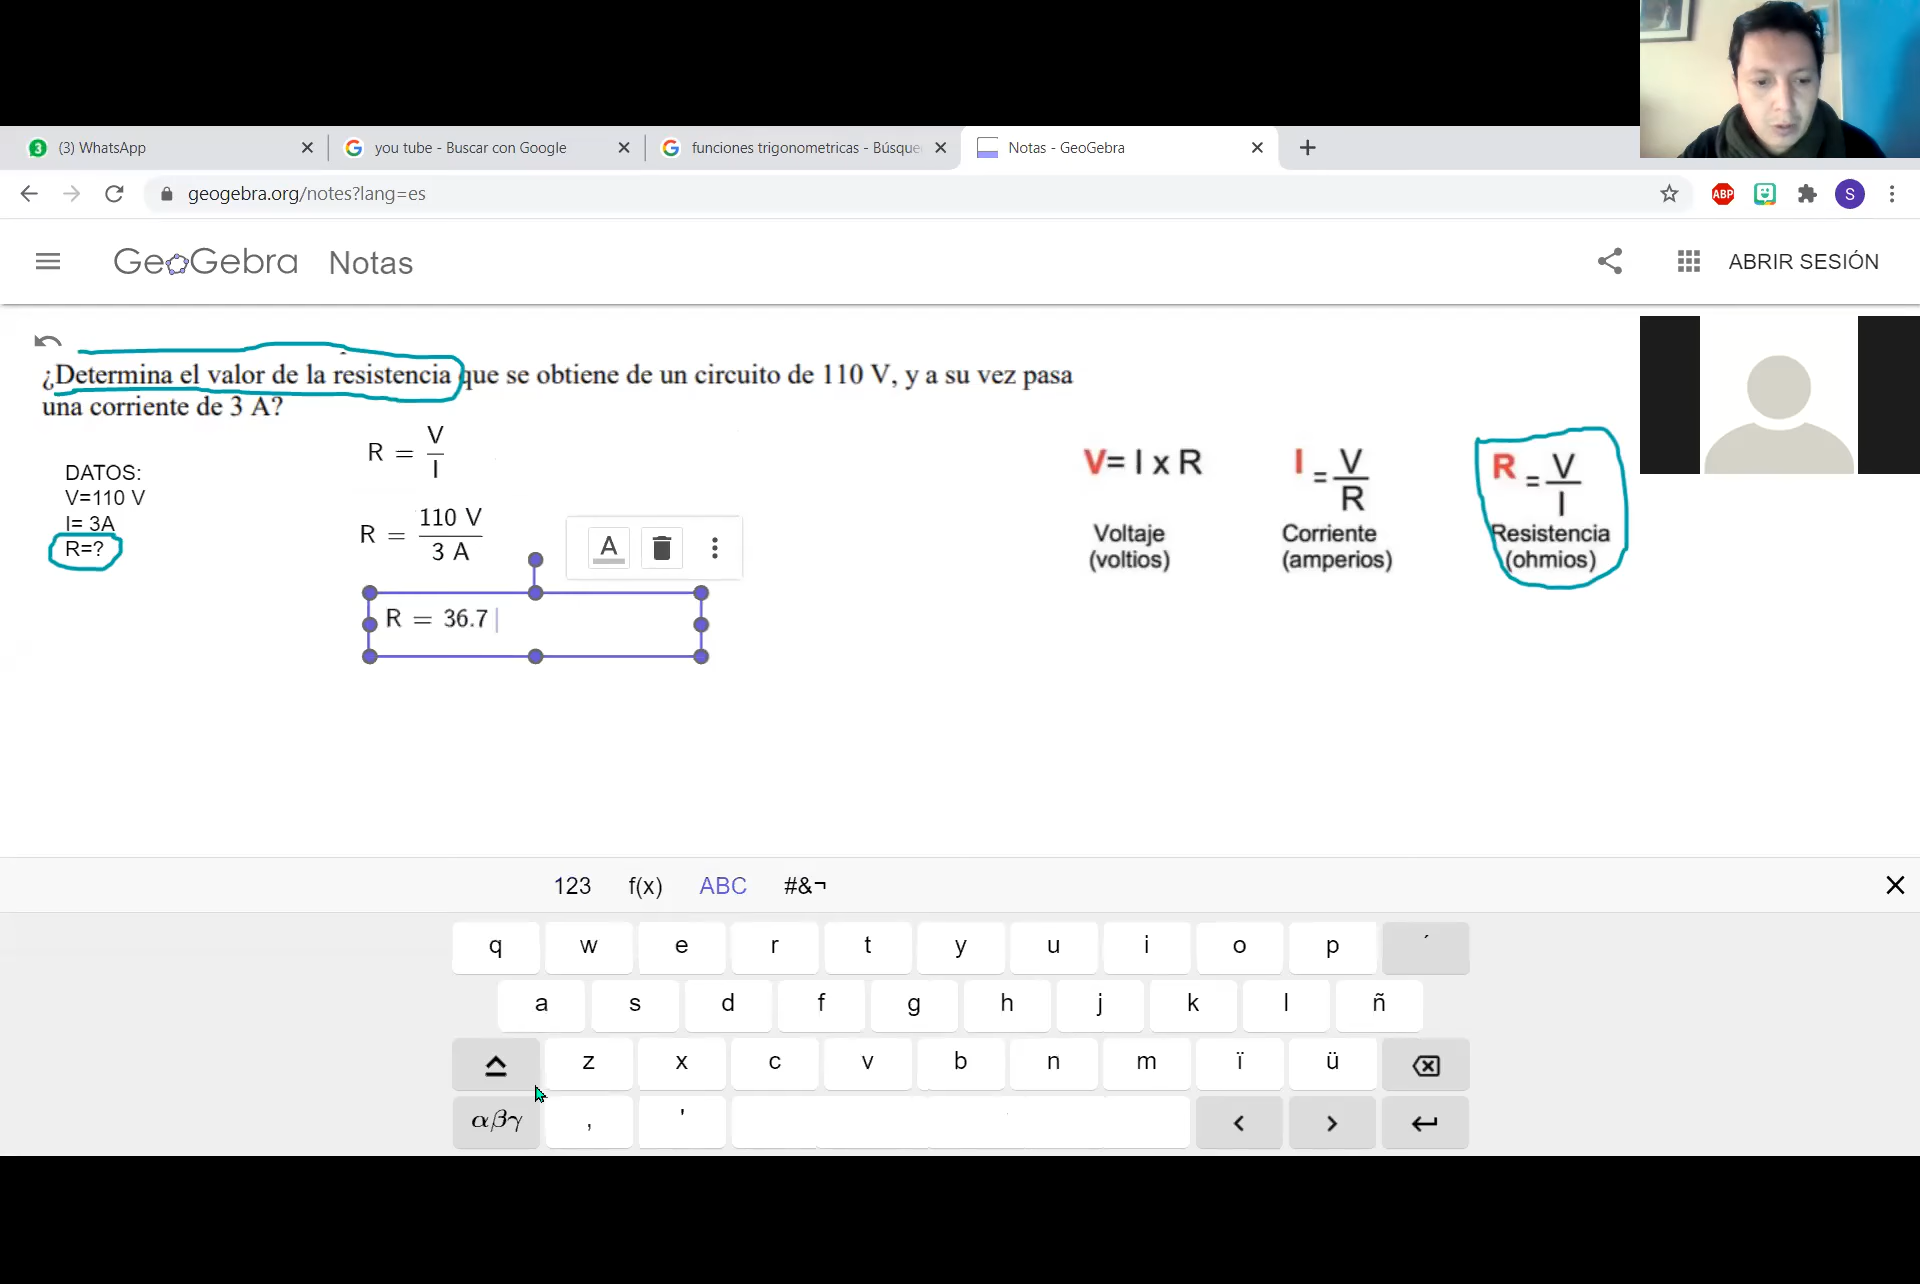 3 (3) WhatsApp
you tube - Buscar con Google
funciones trigonometricas - Búsque
Notas - GeoGebra
geogebra.org/notes?lang=es
ABP
S
GeoGebra Notas
ABRIR SESIÓN
¿Determina el valor de la resistencia que se obtiene de un circuito de 110 V, y a su vez pasa
una corriente de 3 A?
DATOS:
V=110 V
I= 3A
R=?
R = V/I
R = 110 V/3 A
A
R = 36.7
V= I x R
Voltaje
(voltios)
I = V/R
Corriente
(amperios)
R = V/I
Resistencia
(ohmios)
123 f(x) ABC #&¬
q w e r t y u i o p ´
a s d f g h j k l ñ
z x c v b n m ï ü
αβγ , ' < >